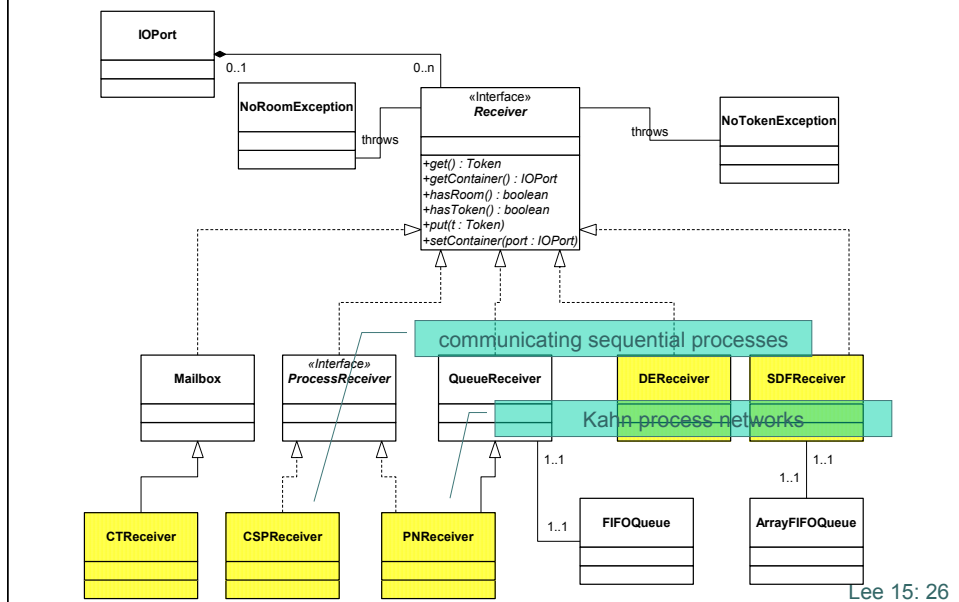 IOPort
0..1
0..n
NoRoomException
throws
«Interface»
Receiver
+get() : Token
+getContainer() : IOPort
+hasRoom() : boolean
+hasToken() : boolean
+put(t : Token)
+setContainer(port : IOPort)
throws
NoTokenException
communicating sequential processes
Mailbox
«Interface»
ProcessReceiver
QueueReceiver
DEReceiver
SDFReceiver
Kahn process networks
1..1
1..1
1..1
1..1
CTReceiver
CSPReceiver
PNReceiver
FIFOQueue
ArrayFIFOQueue
Lee 15: 26